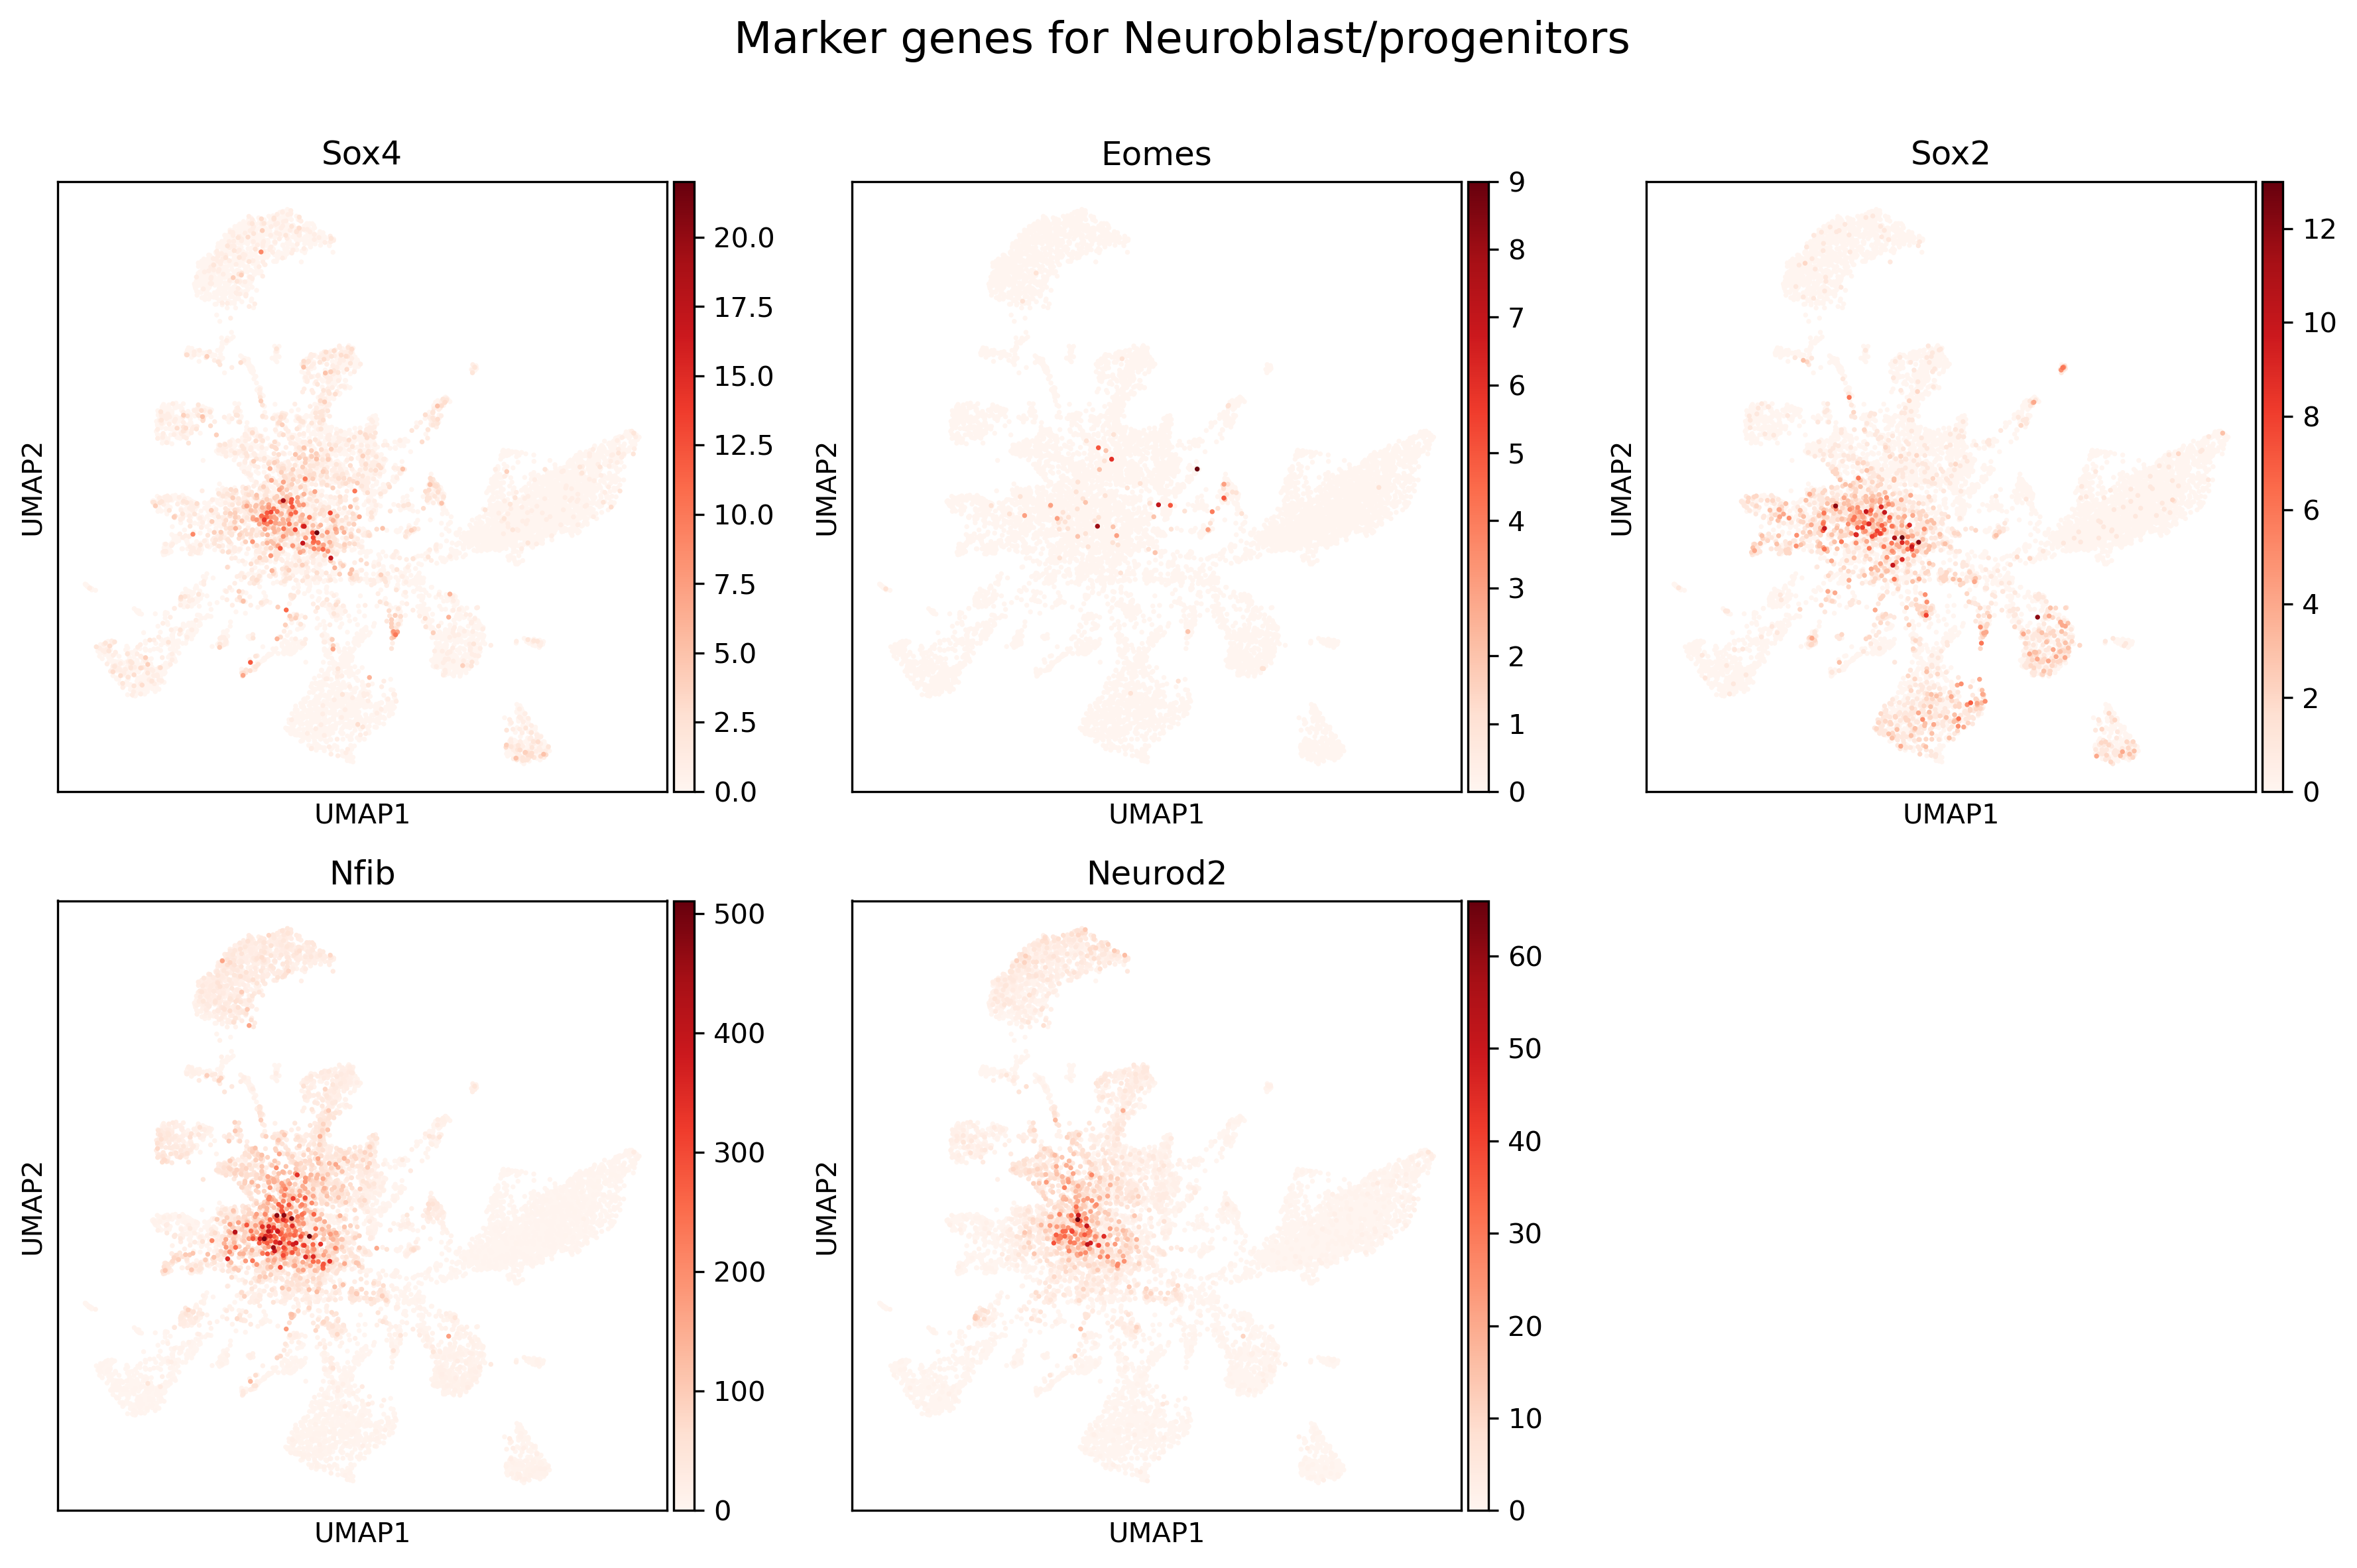 Marker genes for Neuroblast/progenitors
Sox4
UMAP2
UMAP1
20.0
17.5
15.0
12.5
10.0
7.5
5.0
2.5
0.0
Eomes
UMAP2
UMAP1
9
8
7
6
5
4
3
2
1
0
Sox2
UMAP2
UMAP1
12
10
8
6
4
2
0
Nfib
UMAP2
UMAP1
500
400
300
200
100
0
Neurod2
UMAP2
UMAP1
60
50
40
30
20
10
0